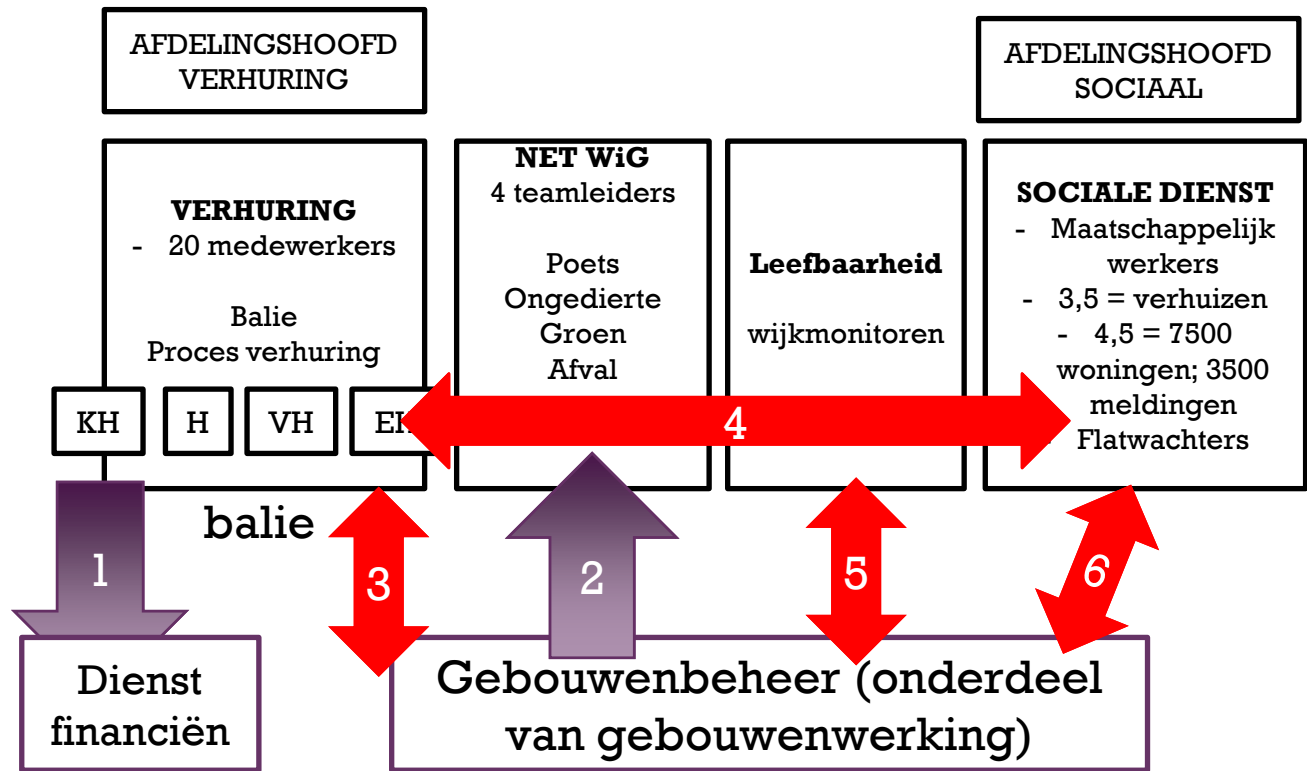 AFDELINGSHOOFD
VERHURING
AFDELINGSHOOFD
SOCIAAL
VERHURING
- 20 medewerkers
Balie
Proces verhuring
KH
H
VH
NET WiG
4 teamleiders
Poets
Ongedierte
Groen
Afval
Leefbaarheid
wijkmonitoren
SOCIALE DIENST
- Maatschappelijk
werkers
- 3,5 = verhuizen
- 4,5 = 7500
woningen; 3500
meldingen
Flatwachters
4
balie
1
3
2
5
6
Dienst
financiën
Gebouwenbeheer (onderdeel
van gebouwenwerking)